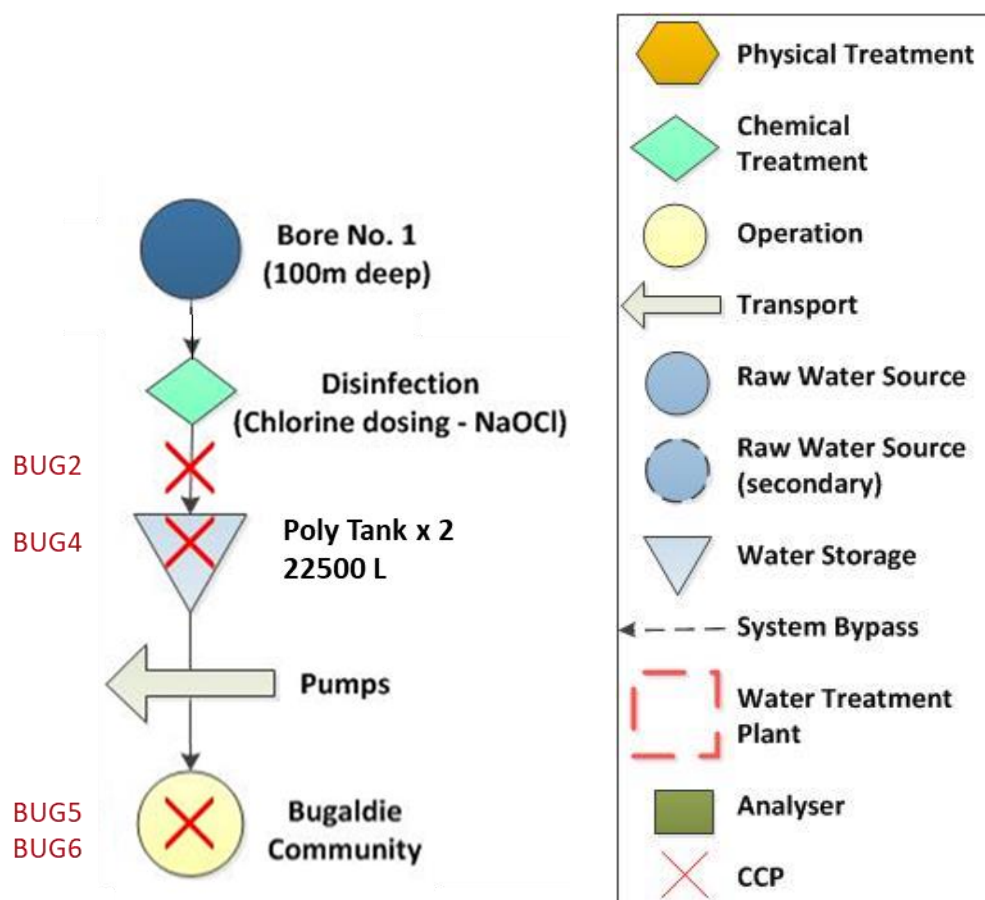 Bore No. 1
(100m deep)
Disinfection
(Chlorine dosing - NaOCl)
BUG2
BUG4
Poly Tank x 2
22500 L
Pumps
BUG5
BUG6
Bugaldie
Community
Physical Treatment
Chemical
Treatment
Operation
Transport
Raw Water Source
Raw Water Source
(secondary)
Water Storage
System Bypass
Water Treatment
Plant
Analyser
CCP